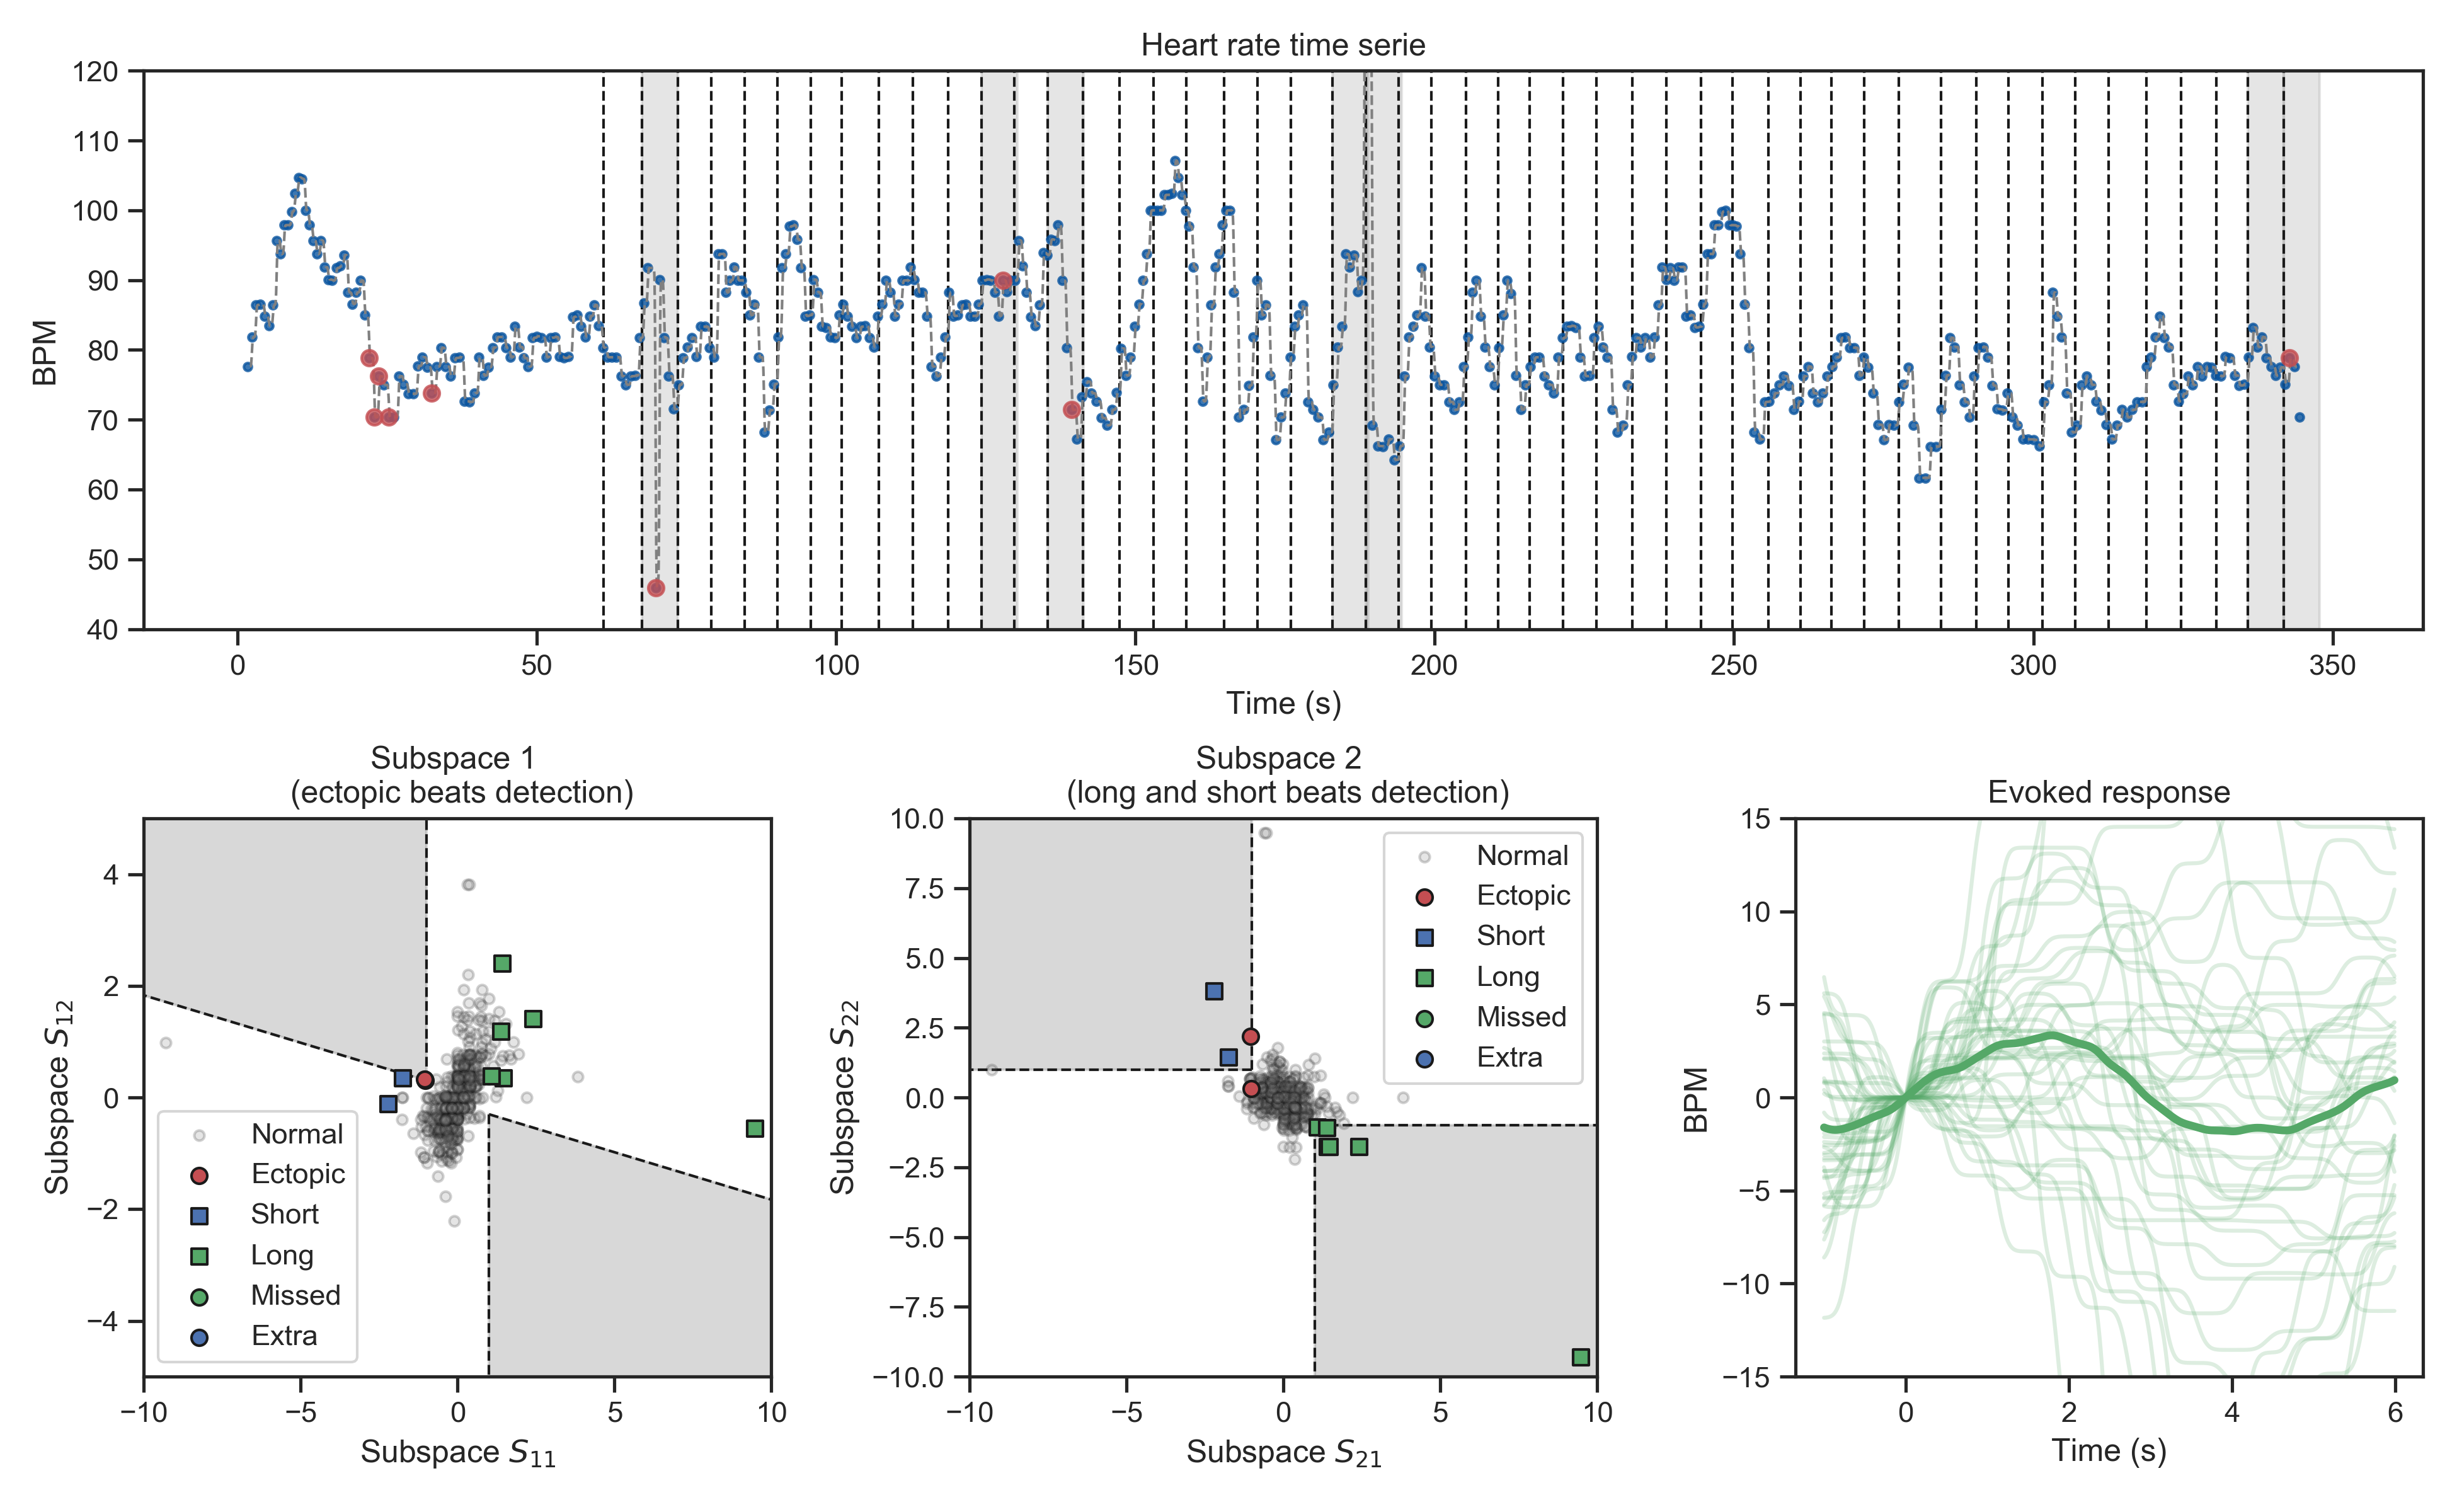 Heart rate time serie
120
110
100
90
80
70
60
50
40
BPM
0 50 100 150 200 250 300 350
Time (s)
Subspace 1
(ectopic beats detection)
4
2
0
−2
−4
Subspace S12
Normal
Ectopic
Short
Long
Missed
Extra
−10 −5 0 5 10
Subspace S11
Subspace 2
(long and short beats detection)
10.0
7.5
5.0
2.5
0.0
−2.5
−5.0
−7.5
−10.0
Subspace S22
Normal
Ectopic
Short
Long
Missed
Extra
−10 −5 0 5 10
Subspace S21
Evoked response
15
10
5
0
−5
−10
−15
BPM
0 2 4 6
Time (s)